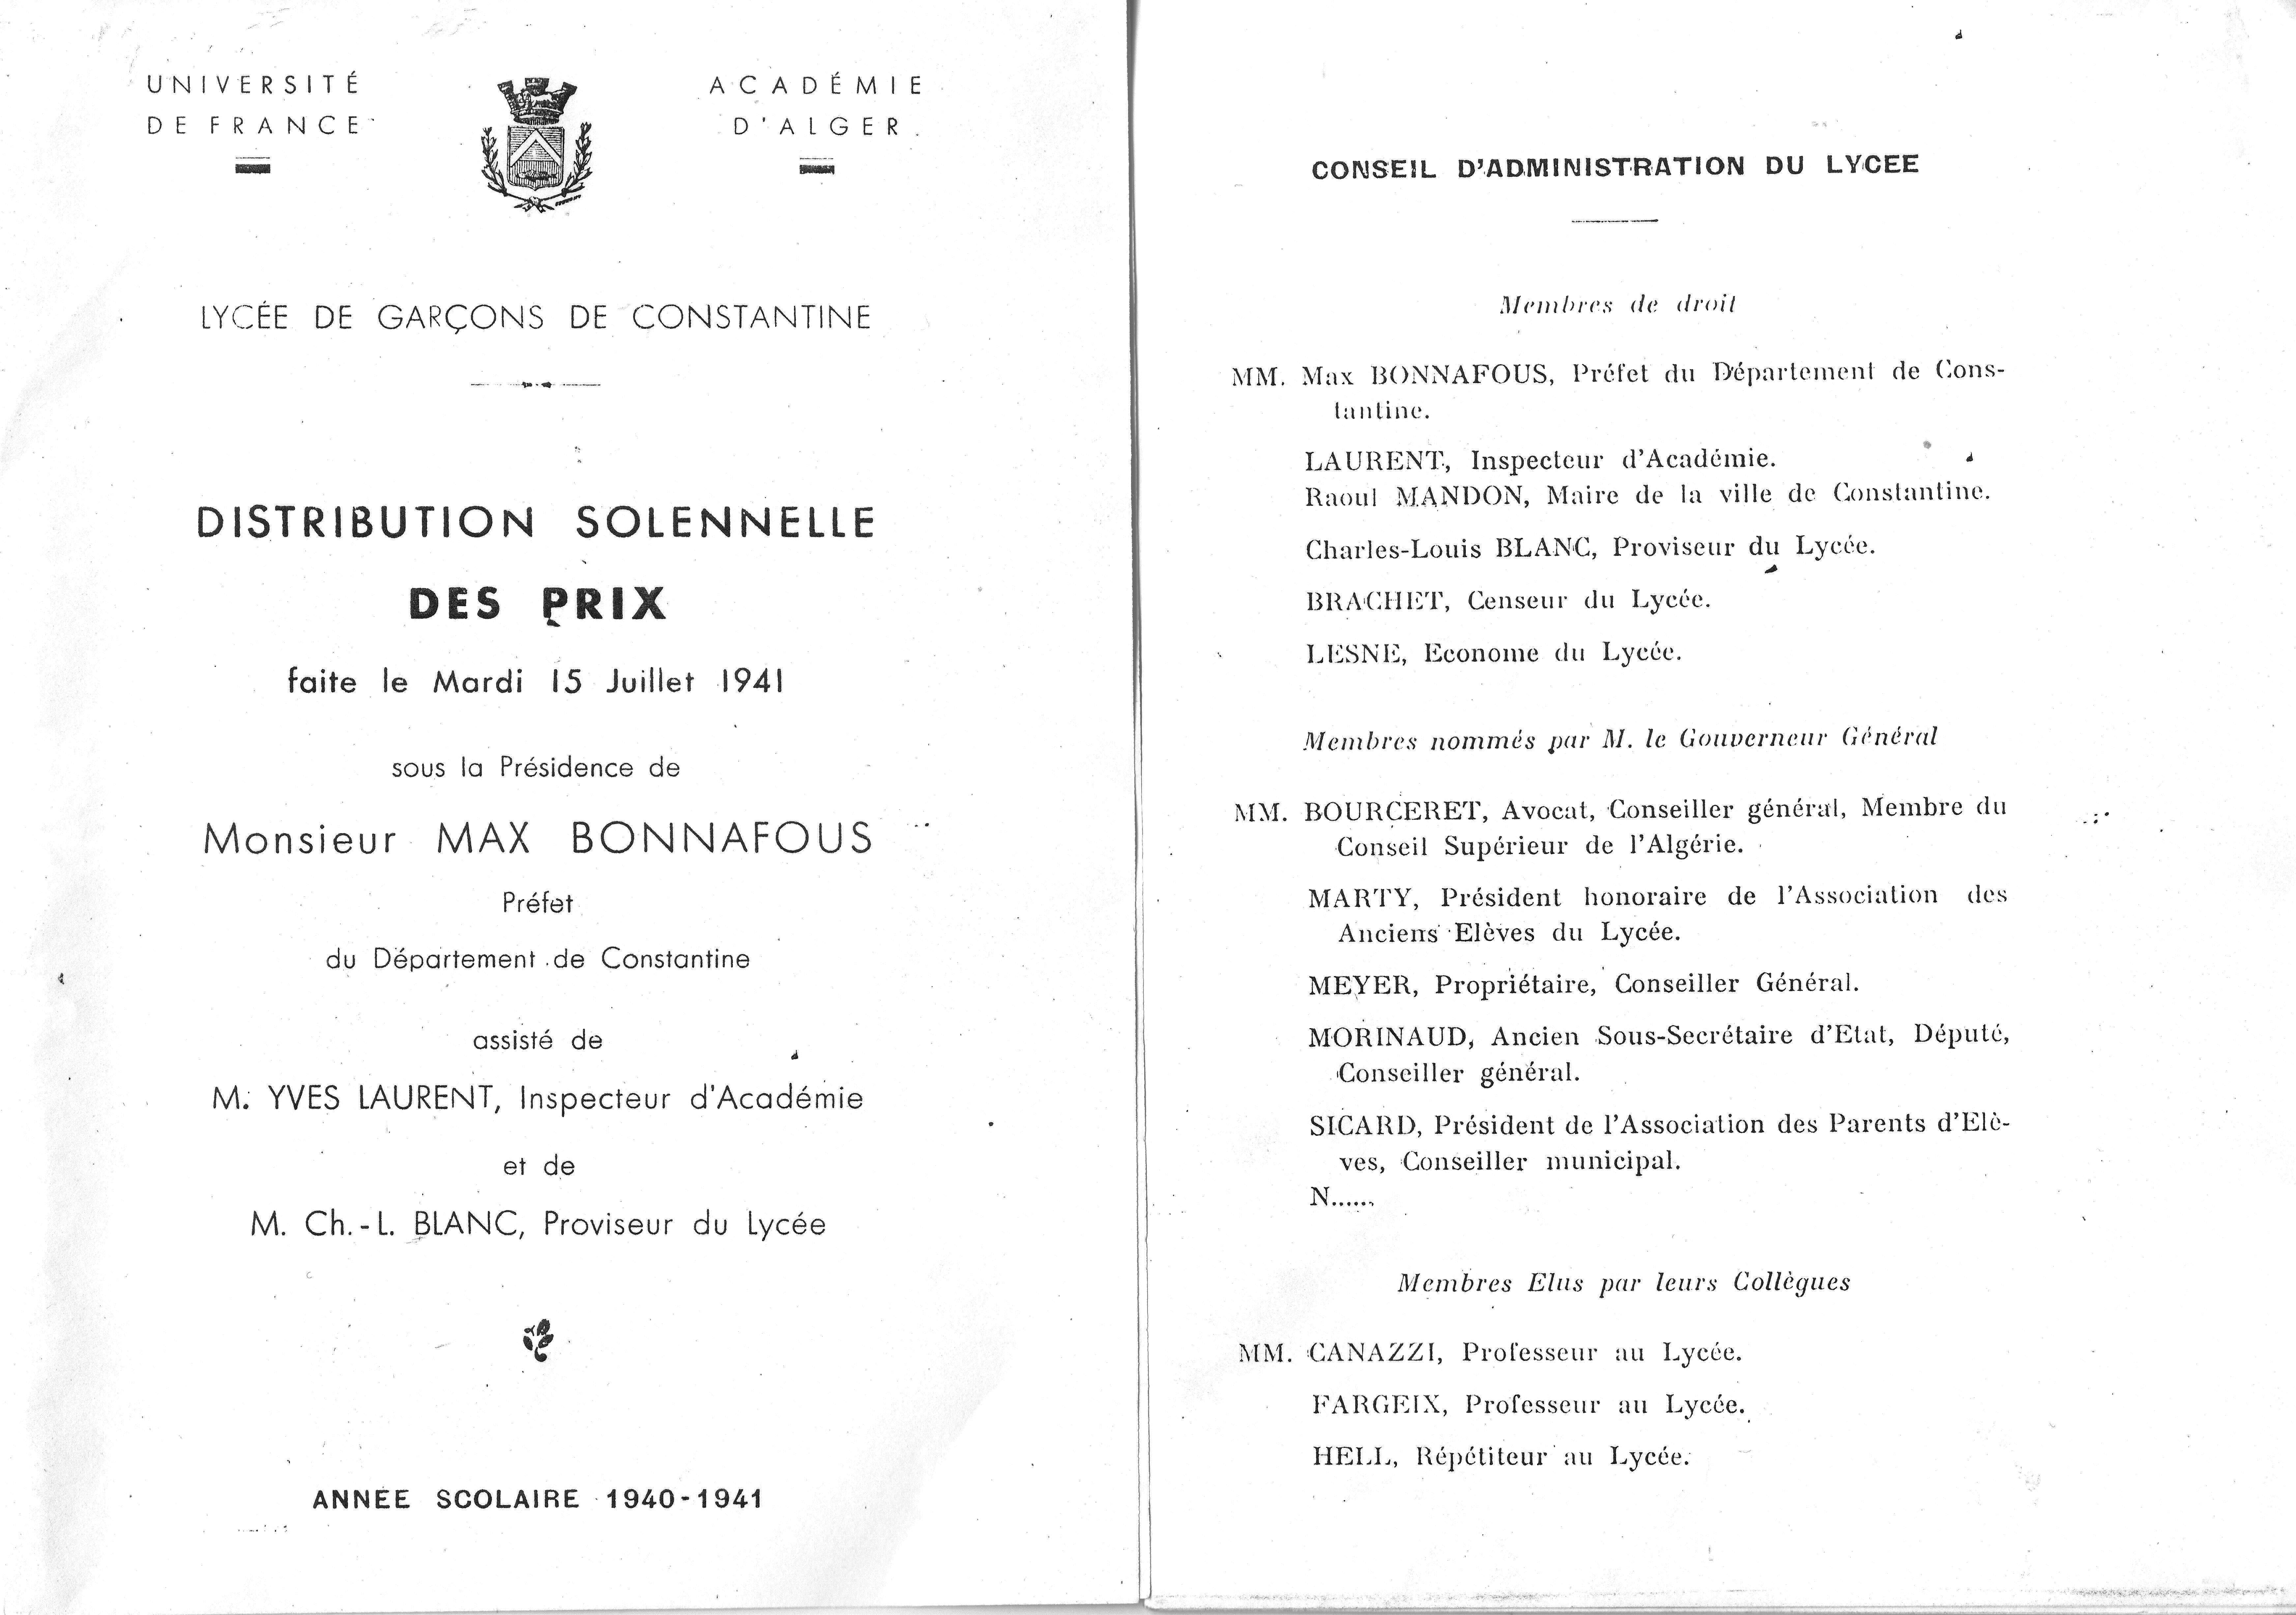 UNIVERSITÉ
DE FRANCE
ACADÉMIE
D'ALGER
LYCÉE DE GARÇONS DE CONSTANTINE
DISTRIBUTION SOLENNELLE
DES PRIX
faite le Mardi 15 Juillet 1941
sous la Présidence de
Monsieur MAX BONNAFOUS
Préfet
du Département de Constantine
assisté de
M. YVES LAURENT, Inspecteur d'Académie
et de
M. Ch.-L. BLANC, Proviseur du Lycée
ANNÉE SCOLAIRE 1940-1941
CONSEIL D'ADMINISTRATION DU LYCEE
Membres de droit
MM. Max BONNAFOUS, Préfet du Département de Cons-
tantine.
LAURENT, Inspecteur d'Académie.
Raoul MANDON, Maire de la ville de Constantine.
Charles-Louis BLANC, Proviseur du Lycée.
BRACHET, Censeur du Lycée.
LESNE, Econome du Lycée.
Membres nommés par M. le Gouverneur Général
MM. BOURCERET, Avocat, Conseiller général, Membre du
Conseil Supérieur de l'Algérie.
MARTY, Président honoraire de l'Association des
Anciens Elèves du Lycée.
MEYER, Propriétaire, Conseiller Général.
MORINAUD, Ancien Sous-Secrétaire d'Etat, Député,
Conseiller général.
SICARD, Président de l'Association des Parents d'Elè-
ves, Conseiller municipal.
N......
Membres Elus par leurs Collègues
MM. CANAZZI, Professeur au Lycée.
FARGEIX, Professeur au Lycée.
HELL, Répétiteur au Lycée.